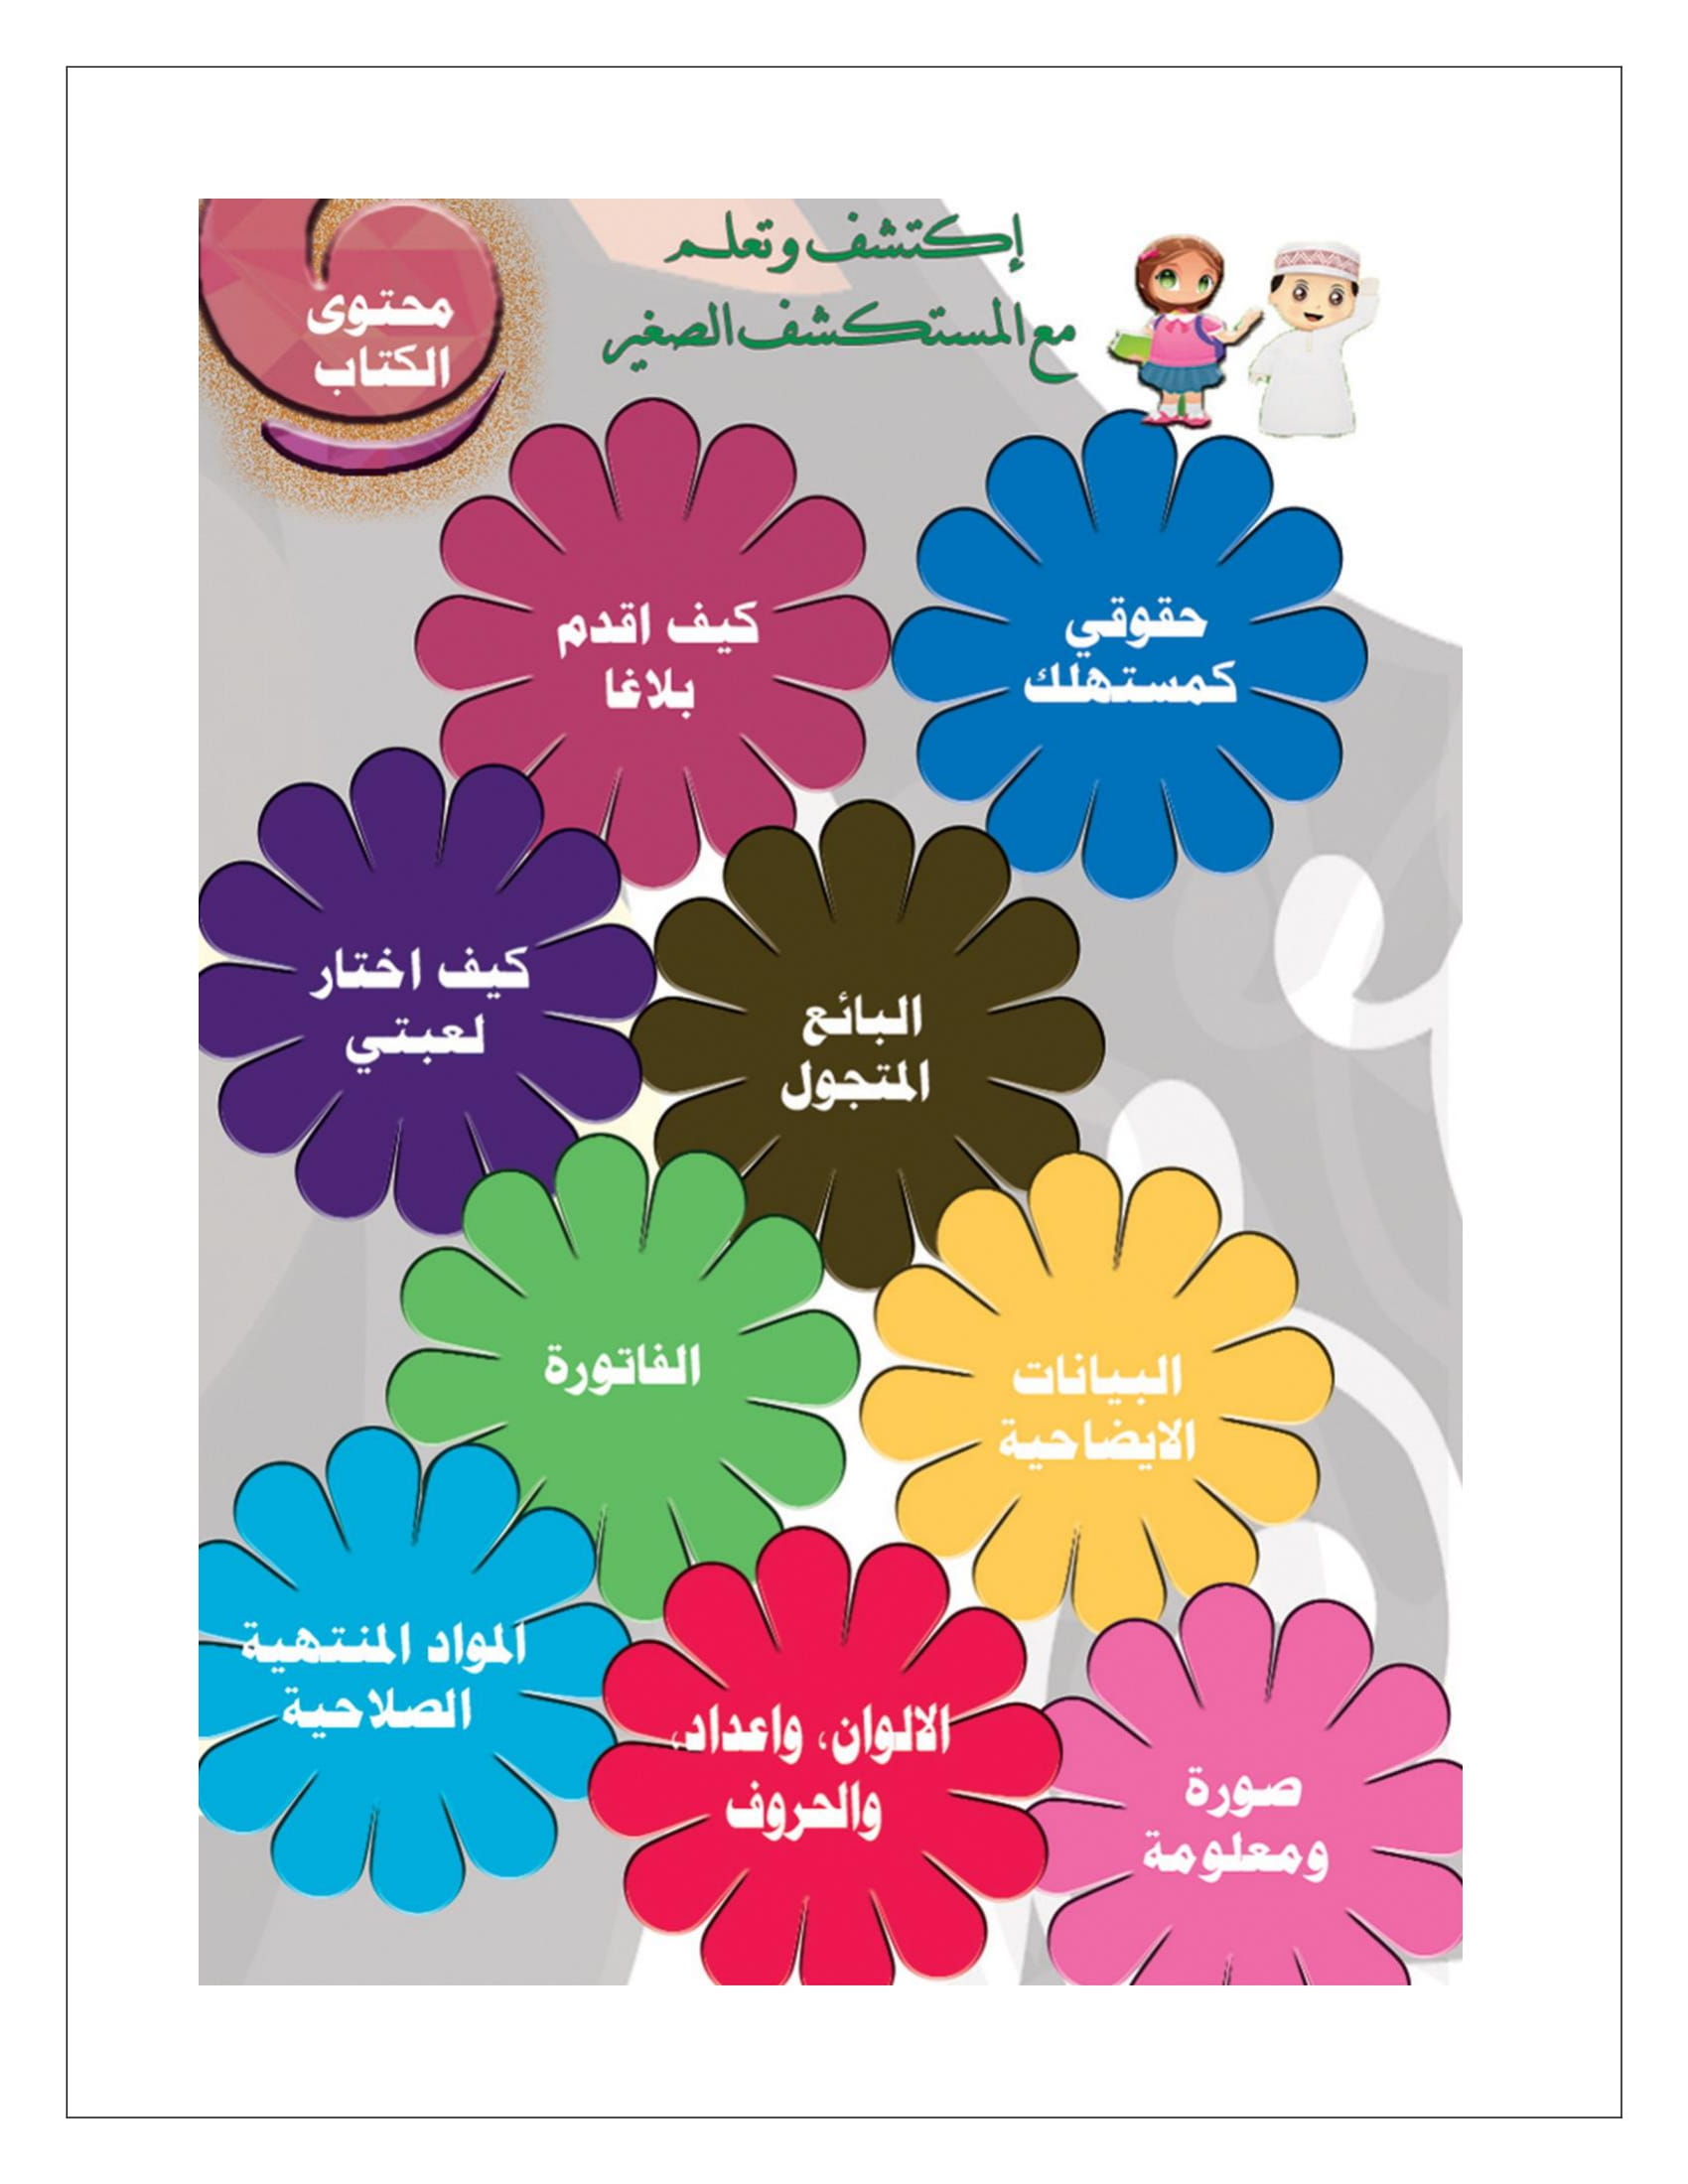 إكتشف وتعلم
مع المستكشف الصغير
محتوى
الكتاب
حقوقي
كمستهلك
كيف اقدم
بلاغا
البائع
المتجول
كيف اختار
لعبتي
البيانات
الايضاحية
الفاتورة
صورة
ومعلومة
الالوان، واعداد،
والحروف
المواد المنتهية
الصلاحية